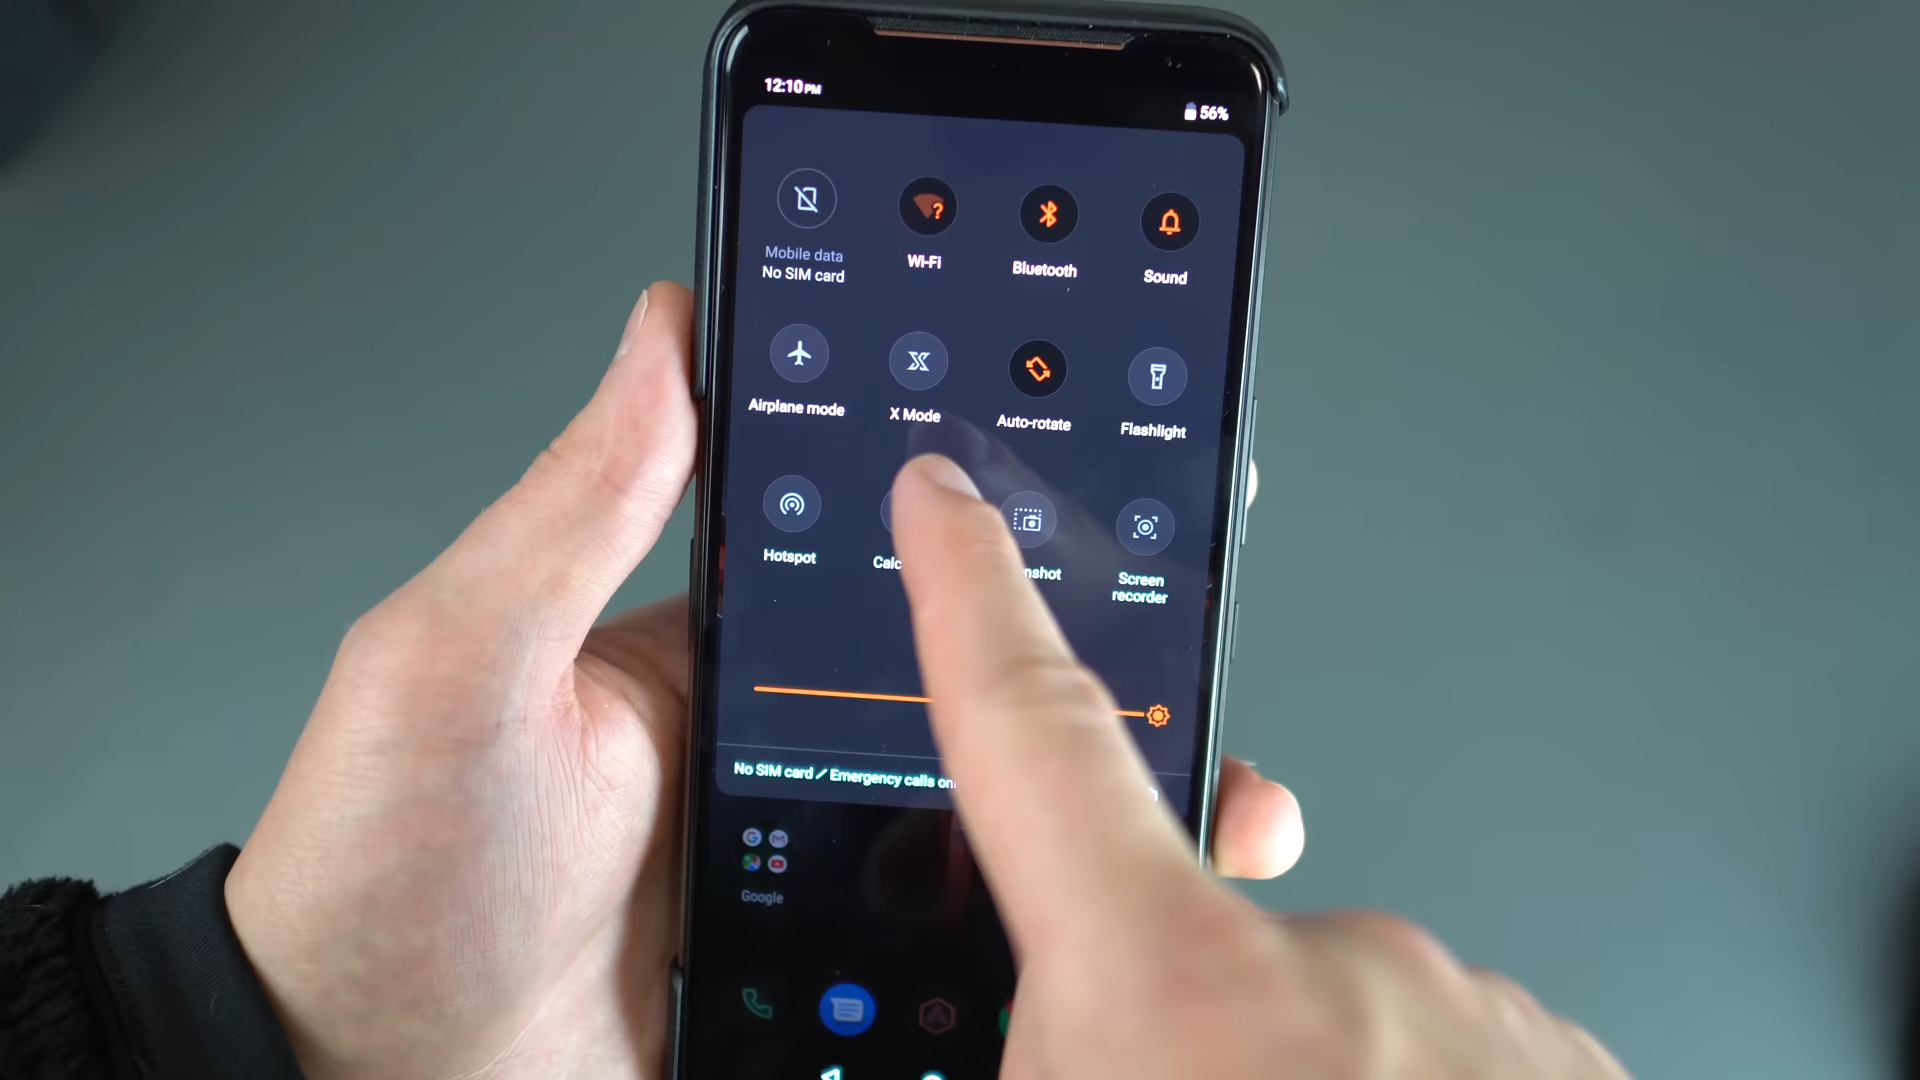 12:10 PM
56%
Mobile data
No SIM card
Wi-Fi
Bluetooth
Sound
Airplane mode
X Mode
Auto-rotate
Flashlight
Hotspot
Calc
nshot
Screen
recorder
No SIM card / Emergency calls on
Google